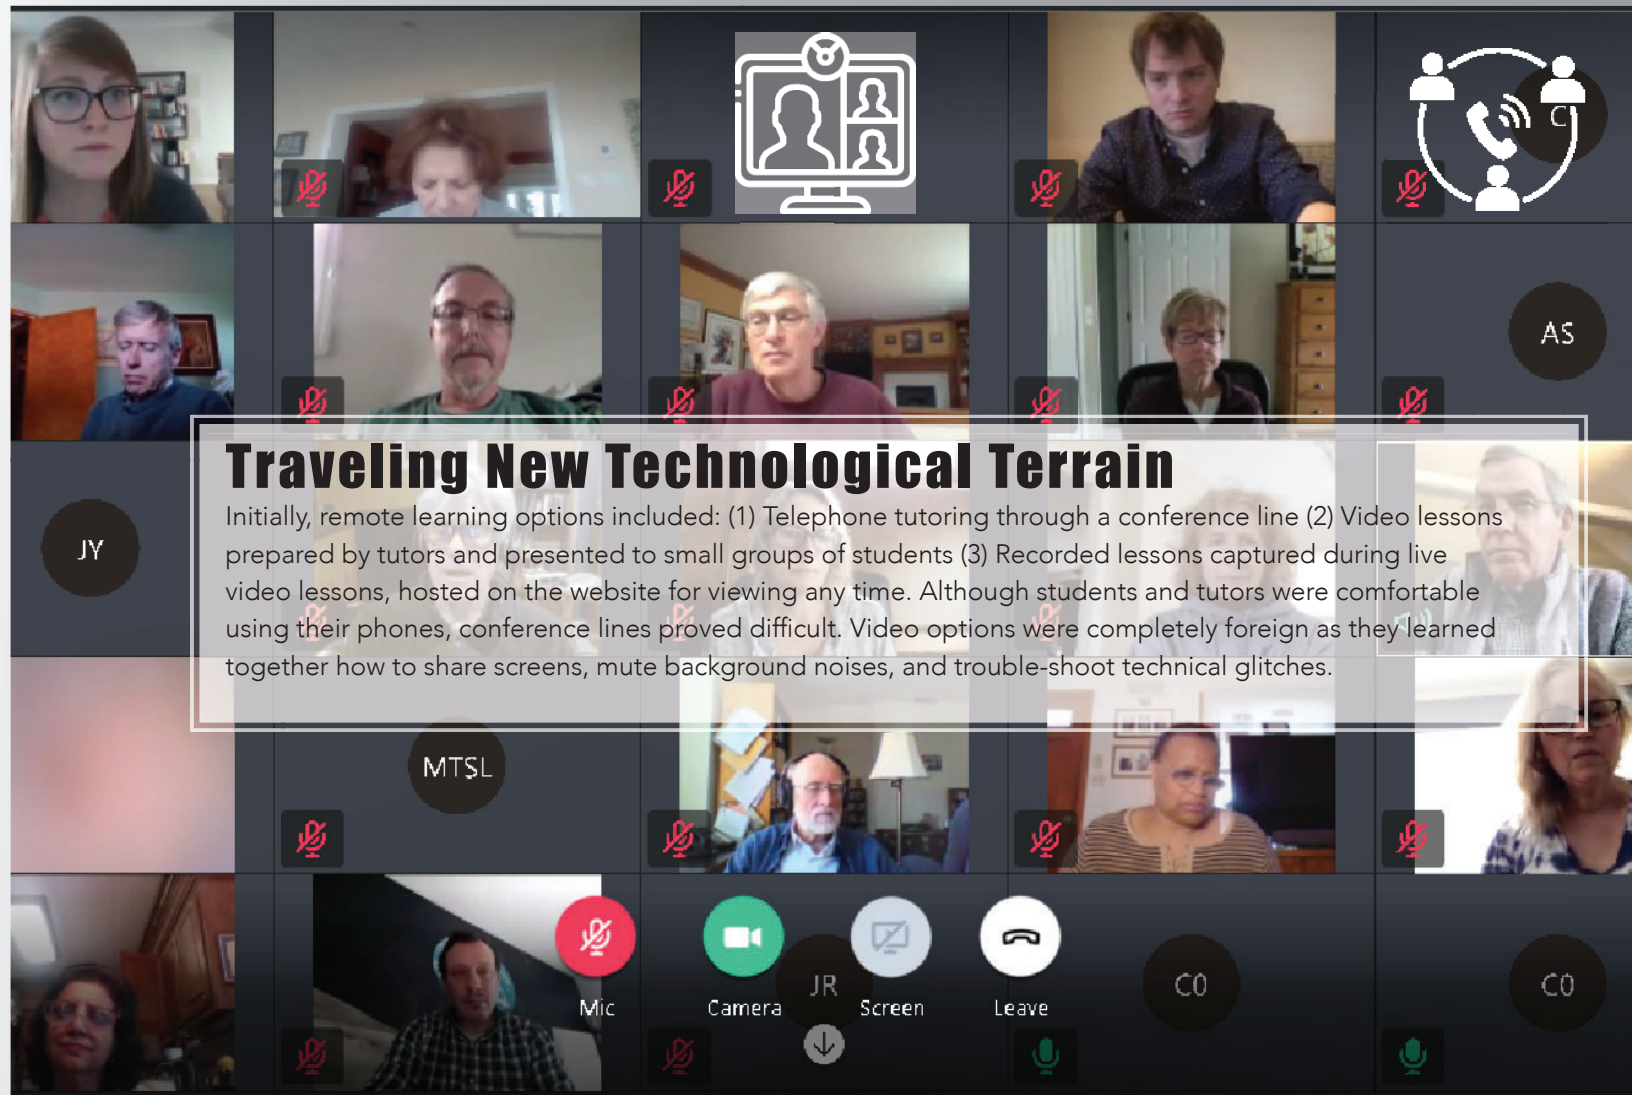 C
AS
Traveling New Technological Terrain
Initially, remote learning options included: (1) Telephone tutoring through a conference line (2) Video lessons
prepared by tutors and presented to small groups of students (3) Recorded lessons captured during live
video lessons, hosted on the website for viewing any time. Although students and tutors were comfortable
using their phones, conference lines proved difficult. Video options were completely foreign as they learned
together how to share screens, mute background noises, and trouble-shoot technical glitches.
JY
MTSL
JR
C0
C0
Mic
Camera
Screen
Leave